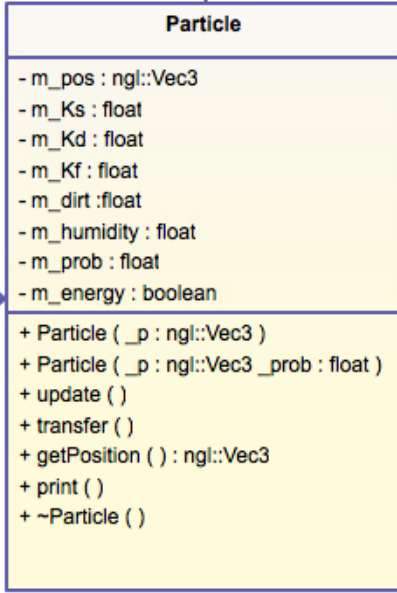 Particle
- m_pos : ngl::Vec3
- m_Ks : float
- m_Kd : float
- m_Kf : float
- m_dirt :float
- m_humidity : float
- m_prob : float
- m_energy : boolean
+ Particle ( _p : ngl::Vec3 )
+ Particle ( _p : ngl::Vec3 _prob : float )
+ update ( )
+ transfer ( )
+ getPosition ( ) : ngl::Vec3
+ print ( )
+ ~Particle ( )